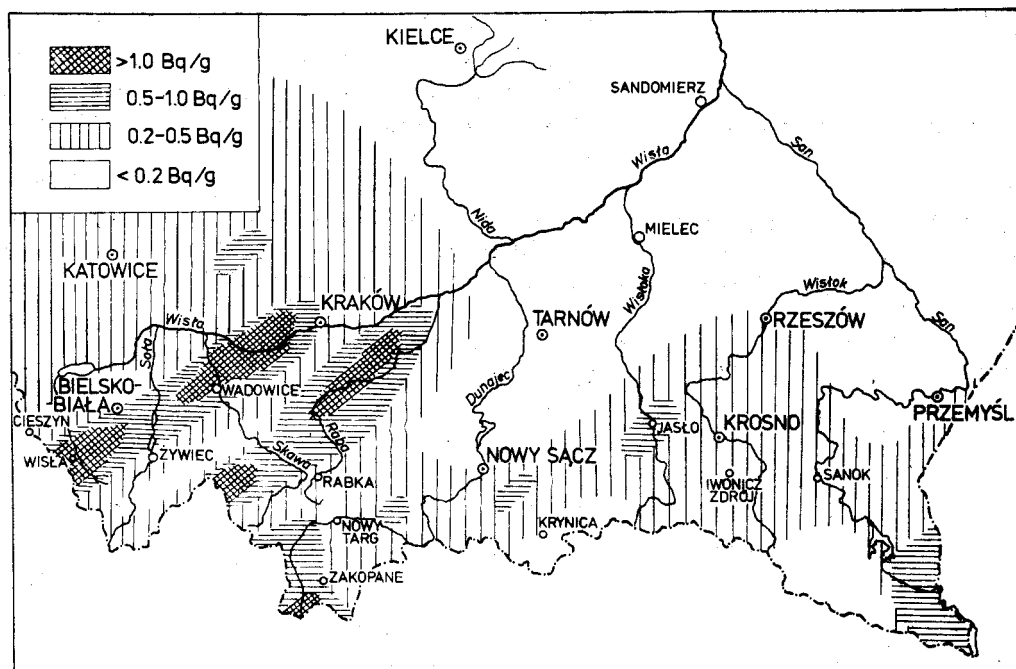 >1.0 Bq/g
0.5-1.0 Bq/g
0.2-0.5 Bq/g
< 0.2 Bq/g
KIELCE
SANDOMIERZ
San
Wisła
Nida
MIELEC
KATOWICE
Wisłoka
Wisłok
KRAKÓW
Wisła
TARNÓW
RZESZÓW
San
Soła
BIELSKO-
BIAŁA
WADOWICE
Dunajec
PRZEMYŚL
CIESZYN
Raba
JASŁO
KROSNO
WISŁA
ŻYWIEC
Skawa
NOWY SĄCZ
RABKA
IWONICZ
ZDRÓJ
SANOK
NOWY
TARG
KRYNICA
ZAKOPANE